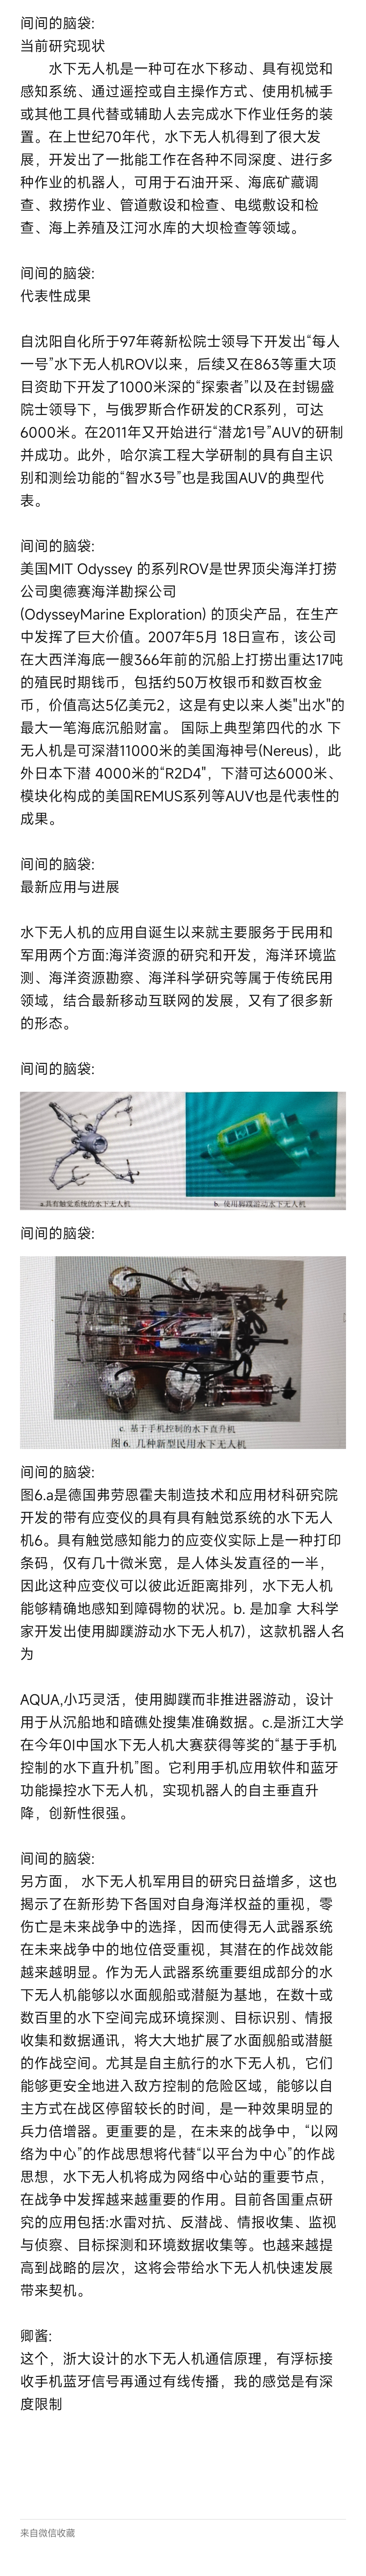 间间的脑袋:
当前研究现状
水下无人机是一种可在水下移动、具有视觉和
感知系统、通过遥控或自主操作方式、使用机械手
或其他工具代替或辅助人去完成水下作业任务的装
置。在上世纪70年代，水下无人机得到了很大发
展，开发出了一批能工作在各种不同深度、进行多
种作业的机器人，可用于石油开采、海底矿藏调
查、救捞作业、管道敷设和检查、电缆敷设和检
查、海上养殖及江河水库的大坝检查等领域。
间间的脑袋:
代表性成果
自沈阳自化所于97年蒋新松院士领导下开发出“每人
一号”水下无人机ROV以来，后续又在863等重大项
目资助下开发了1000米深的“探索者”以及在封锡盛
院士领导下，与俄罗斯合作研发的CR系列，可达
6000米。在2011年又开始进行“潜龙1号”AUV的研制
并成功。此外，哈尔滨工程大学研制的具有自主识
别和测绘功能的“智水3号”也是我国AUV的典型代
表。
间间的脑袋:
美国MIT Odyssey 的系列ROV是世界顶尖海洋打捞
公司奥德赛海洋勘探公司
(OdysseyMarine Exploration) 的顶尖产品，在生产
中发挥了巨大价值。2007年5月 18日宣布，该公司
在大西洋海底一艘366年前的沉船上打捞出重达17吨
的殖民时期钱币，包括约50万枚银币和数百枚金
币，价值高达5亿美元2，这是有史以来人类"出水"的
最大一笔海底沉船财富。 国际上典型第四代的水 下
无人机是可深潜11000米的美国海神号(Nereus)，此
外日本下潜 4000米的“R2D4"，下潜可达6000米、
模块化构成的美国REMUS系列等AUV也是代表性的
成果。
间间的脑袋:
最新应用与进展
水下无人机的应用自诞生以来就主要服务于民用和
军用两个方面:海洋资源的研究和开发，海洋环境监
测、海洋资源勘察、海洋科学研究等属于传统民用
领域，结合最新移动互联网的发展，又有了很多新
的形态。
间间的脑袋:
a.具有触觉系统的水下无人机
b. 使用脚蹼游动水下无人机
间间的脑袋:
c. 基于手机控制的水下直升机
图 6. 几种新型民用水下无人机
间间的脑袋:
图6.a是德国弗劳恩霍夫制造技术和应用材料研究院
开发的带有应变仪的具有具有触觉系统的水下无人
机6。具有触觉感知能力的应变仪实际上是一种打印
条码，仅有几十微米宽，是人体头发直径的一半，
因此这种应变仪可以彼此近距离排列，水下无人机
能够精确地感知到障碍物的状况。b. 是加拿 大科学
家开发出使用脚蹼游动水下无人机7)，这款机器人名
为
AQUA,小巧灵活，使用脚蹼而非推进器游动，设计
用于从沉船地和暗礁处搜集准确数据。c.是浙江大学
在今年0I中国水下无人机大赛获得等奖的“基于手机
控制的水下直升机”图。它利用手机应用软件和蓝牙
功能操控水下无人机，实现机器人的自主垂直升
降，创新性很强。
间间的脑袋:
另方面， 水下无人机军用目的研究日益增多，这也
揭示了在新形势下各国对自身海洋权益的重视，零
伤亡是未来战争中的选择，因而使得无人武器系统
在未来战争中的地位倍受重视，其潜在的作战效能
越来越明显。作为无人武器系统重要组成部分的水
下无人机能够以水面舰船或潜艇为基地，在数十或
数百里的水下空间完成环境探测、目标识别、情报
收集和数据通讯，将大大地扩展了水面舰船或潜艇
的作战空间。尤其是自主航行的水下无人机，它们
能够更安全地进入敌方控制的危险区域，能够以自
主方式在战区停留较长的时间，是一种效果明显的
兵力倍增器。更重要的是，在未来的战争中，“以网
络为中心”的作战思想将代替“以平台为中心”的作战
思想，水下无人机将成为网络中心站的重要节点，
在战争中发挥越来越重要的作用。目前各国重点研
究的应用包括:水雷对抗、反潜战、情报收集、监视
与侦察、目标探测和环境数据收集等。也越来越提
高到战略的层次，这将会带给水下无人机快速发展
带来契机。
卿酱:
这个，浙大设计的水下无人机通信原理，有浮标接
收手机蓝牙信号再通过有线传播，我的感觉是有深
度限制
来自微信收藏